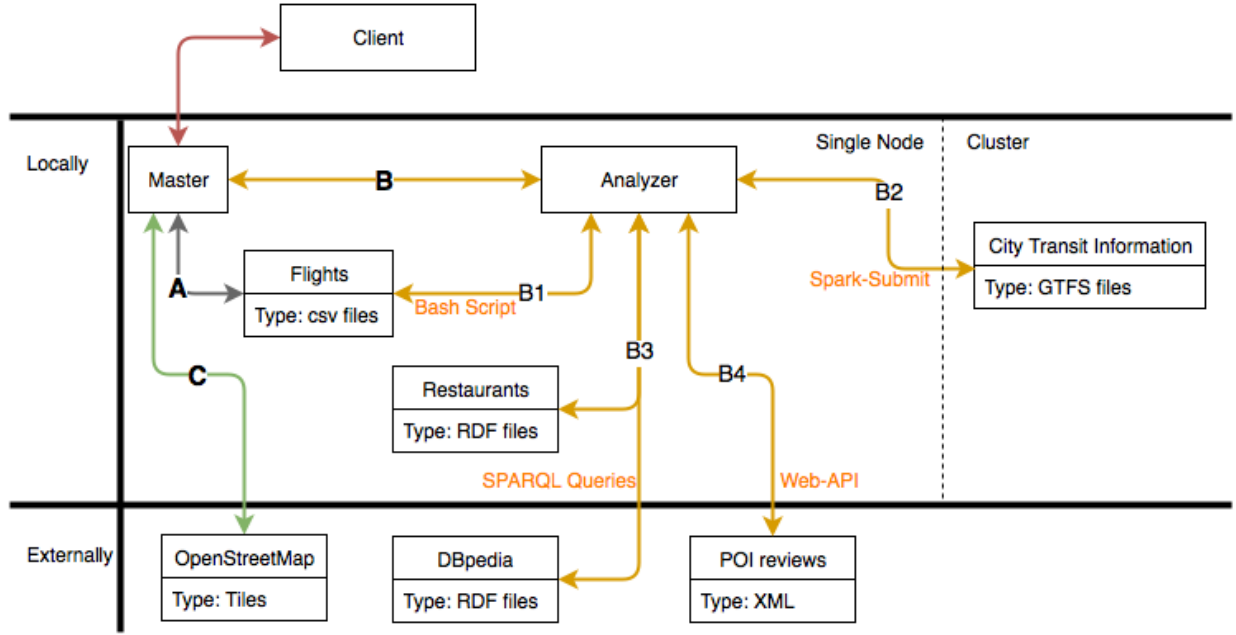 Client
Locally
Single Node
Cluster
Master
B
Analyzer
B2
City Transit Information
Type: GTFS files
Spark-Submit
Flights
Type: csv files
A
Bash Script
B1
B3
C
B4
Restaurants
Type: RDF files
SPARQL Queries
Web-API
Externally
OpenStreetMap
Type: Tiles
DBpedia
Type: RDF files
POI reviews
Type: XML